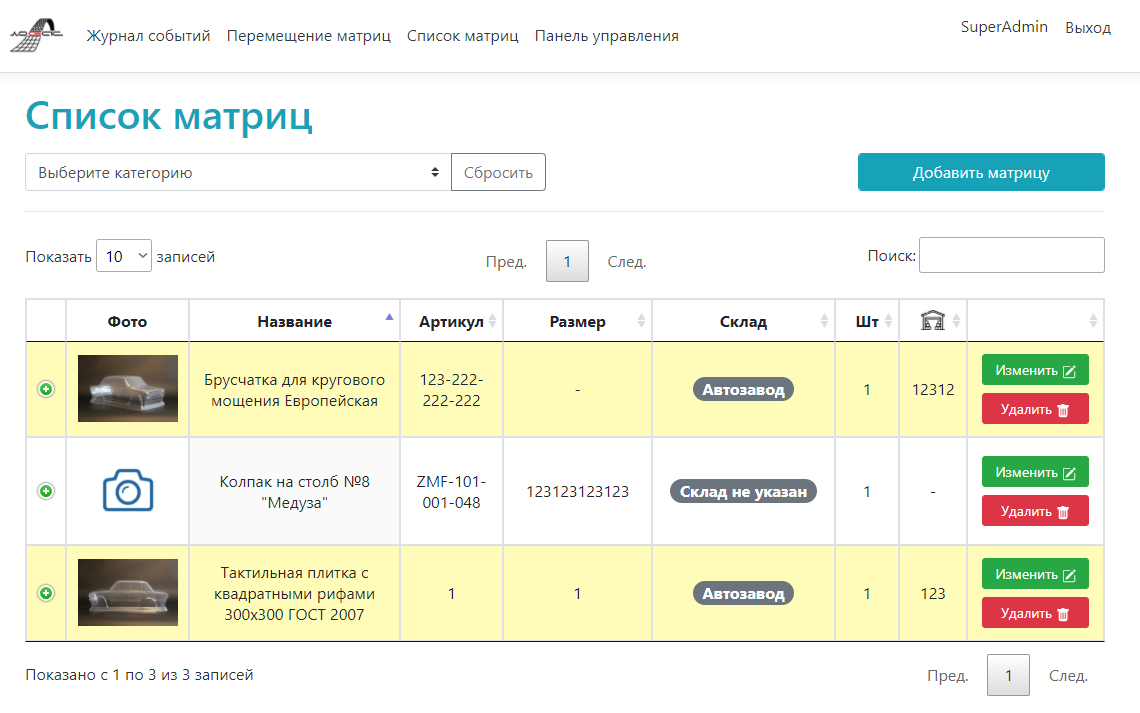 Журнал событий Перемещение матриц Список матриц Панель управления SuperAdmin Выход
Список матриц
Выберите категорию Сбросить Добавить матрицу
Показать 10 записей Пред. 1 След. Поиск:
Фото Название Артикул Размер Склад Шт
Брусчатка для кругового
мощения Европейская
123-222-
222-222
-
Автозавод
1
12312
Изменить
Удалить
Колпак на столб №8
"Медуза"
ZMF-101-
001-048
123123123123
Склад не указан
1
-
Изменить
Удалить
Тактильная плитка с
квадратными рифами
300х300 ГОСТ 2007
1
1
Автозавод
1
123
Изменить
Удалить
Показано с 1 по 3 из 3 записей Пред. 1 След.